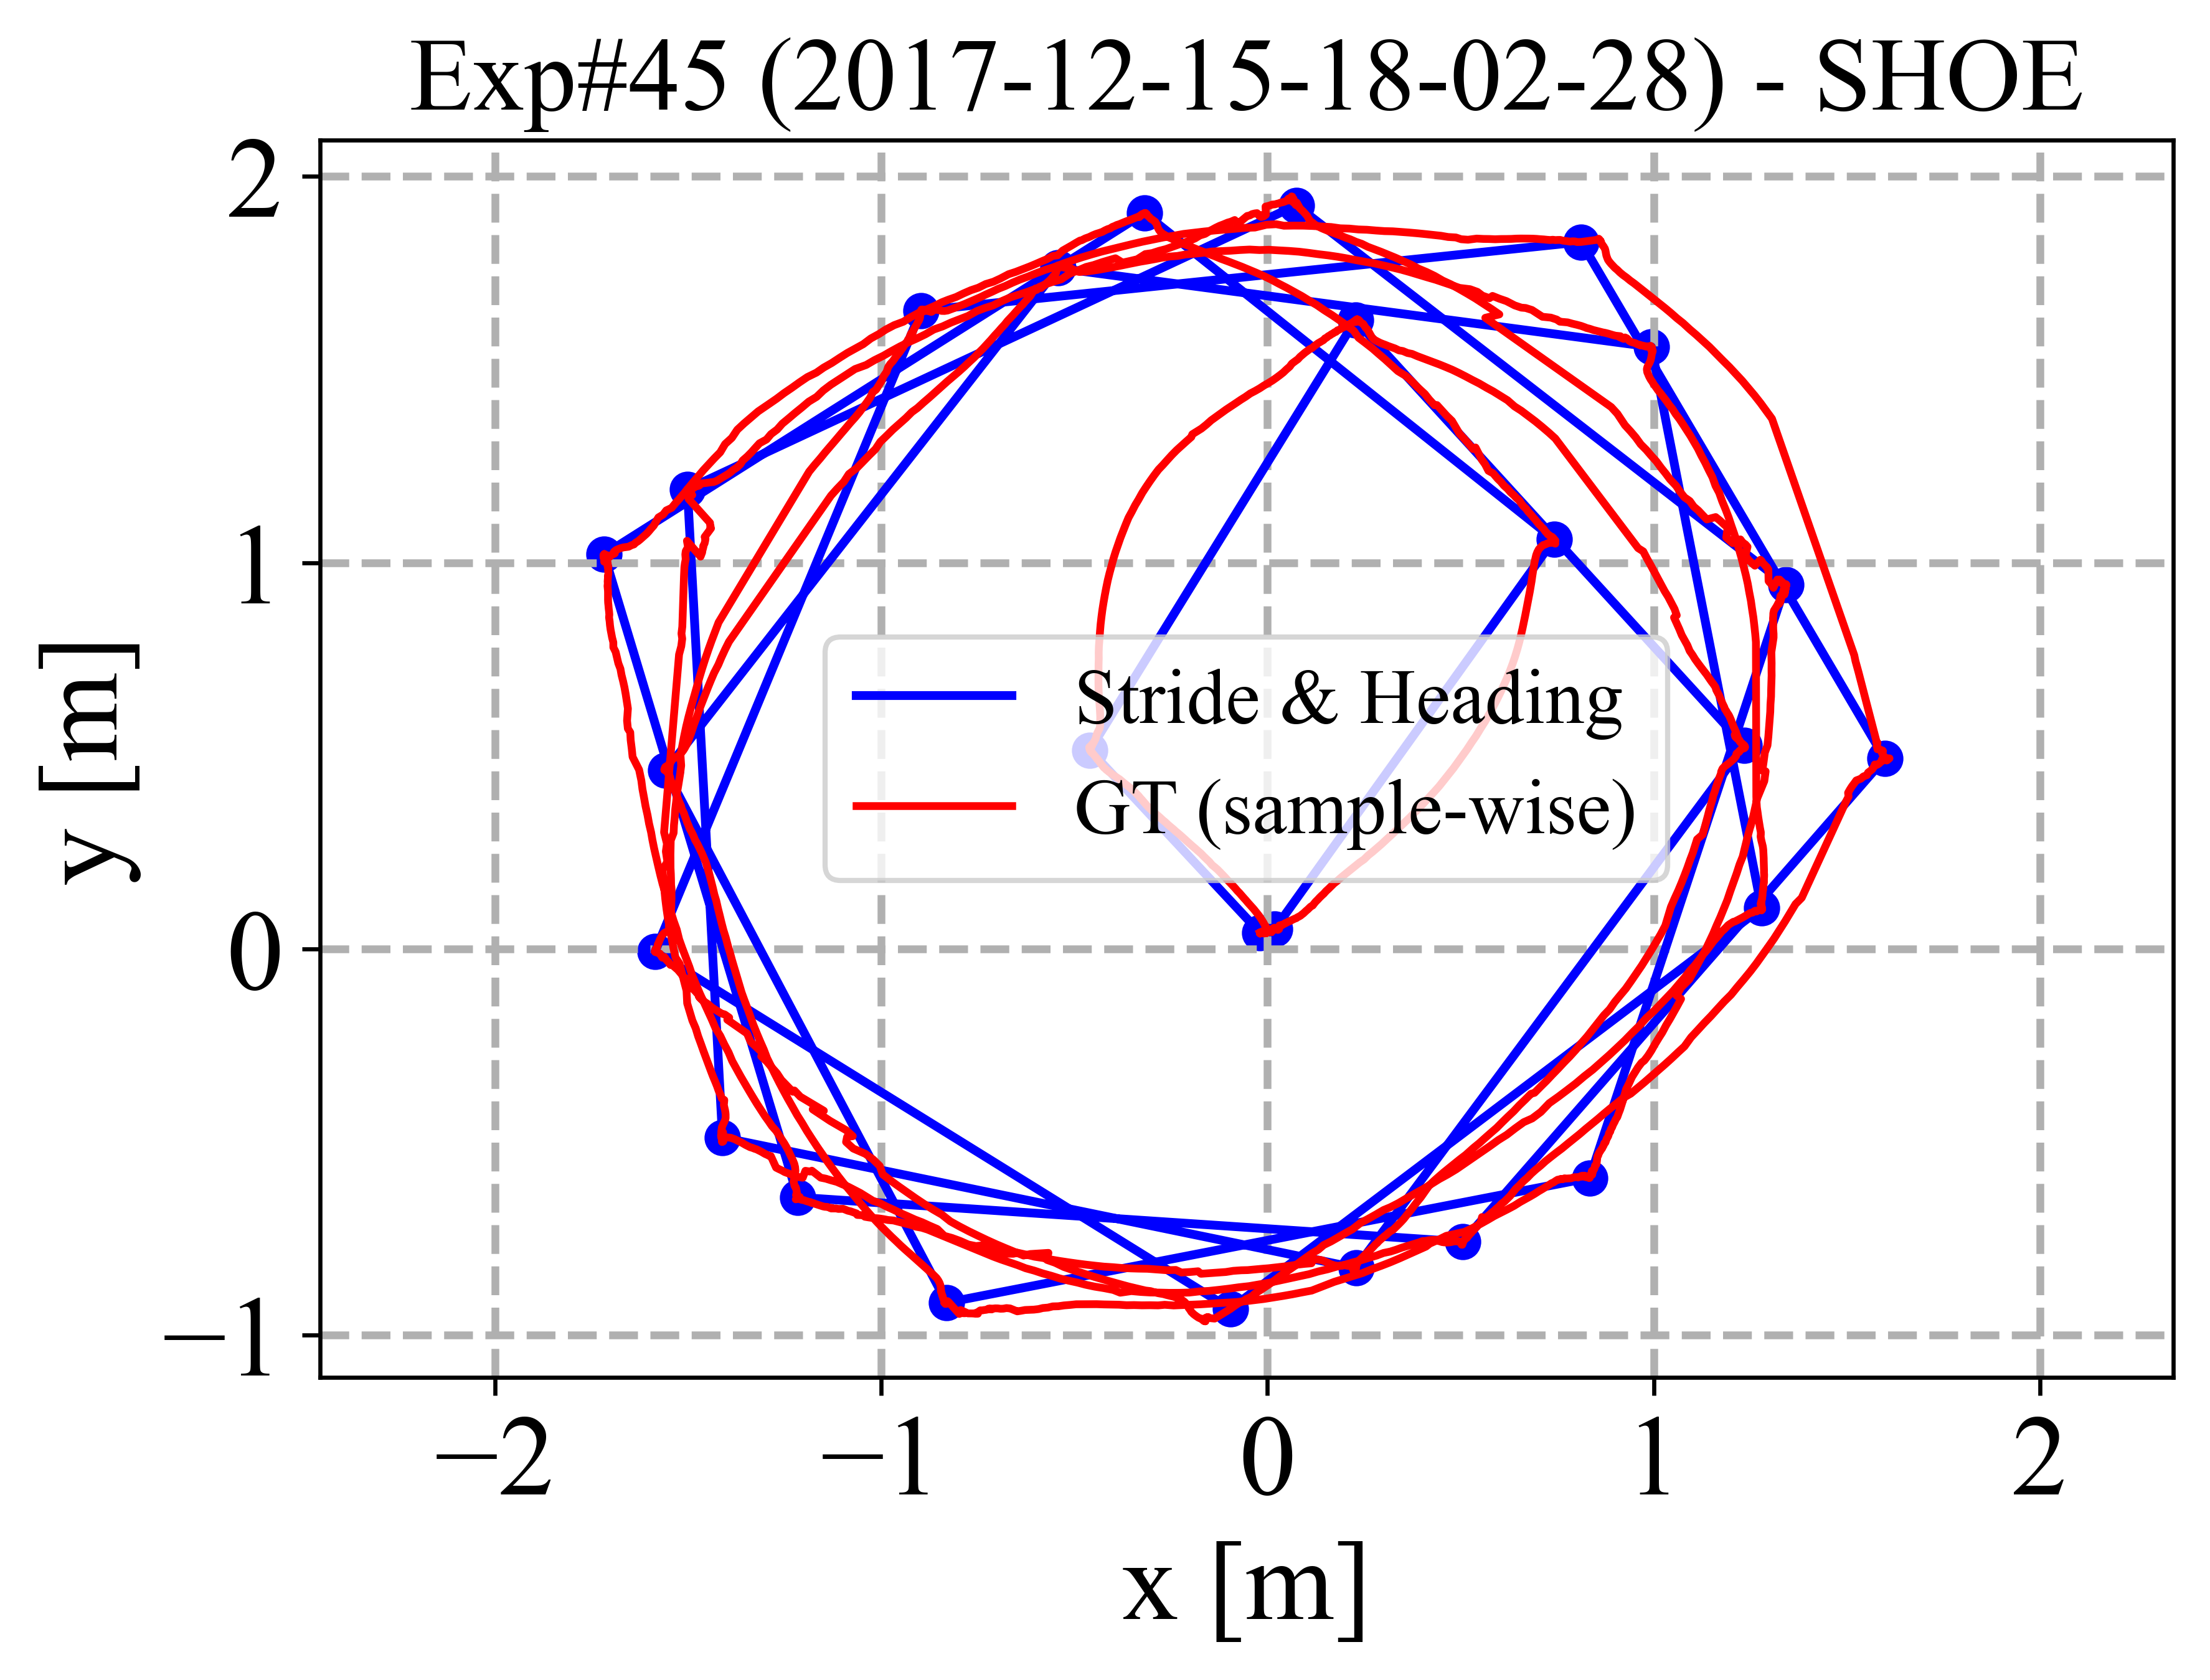 Exp#45 (2017-12-15-18-02-28) - SHOE
2
1
0
−1
y [m]
Stride & Heading
GT (sample-wise)
−2 −1 0 1 2
x [m]